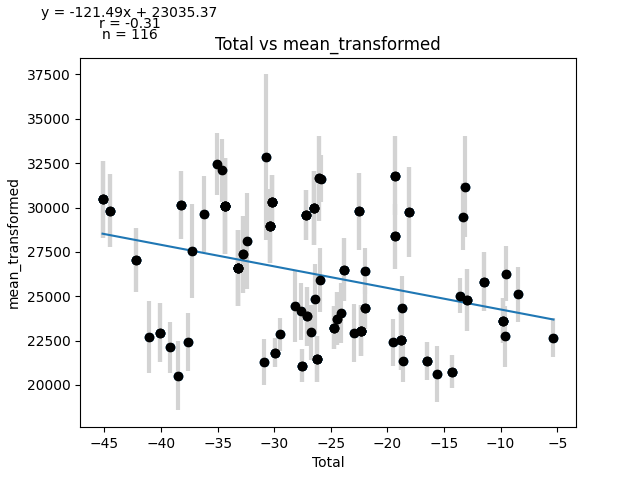 y = -121.49x + 23035.37
r = -0.31
n = 116
Total vs mean_transformed
37500
35000
32500
30000
27500
25000
22500
20000
mean_transformed
−45 −40 −35 −30 −25 −20 −15 −10 −5
Total